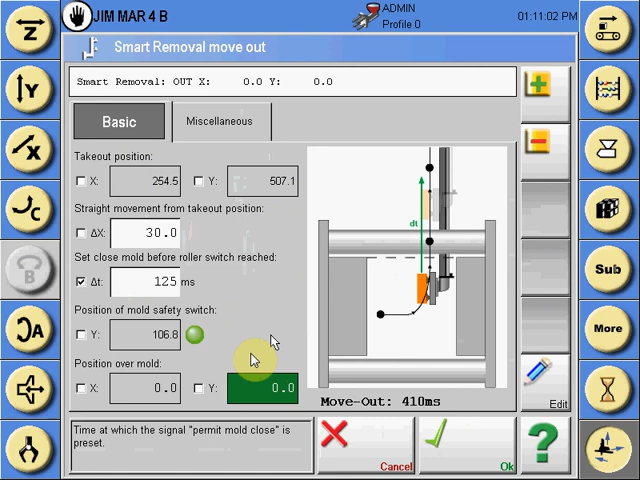 JIM MAR 4 B
ADMIN
Profile 0
01:11:02 PM
Smart Removal move out
Smart Removal: OUT X: 0.0 Y: 0.0
Basic
Miscellaneous
Takeout position:
X: 254.5 Y: 507.1
Straight movement from takeout position:
ΔX: 30.0
Set close mold before roller switch reached:
Δt: 125 ms
Position of mold safety switch:
Y: 106.8
Position over mold:
X: 0.0 Y: 0.0
dt
Move-Out: 410ms
Time at which the signal "permit mold close" is
preset.
Cancel
Ok
Edit
Z
Y
X
C
B
A
Sub
More